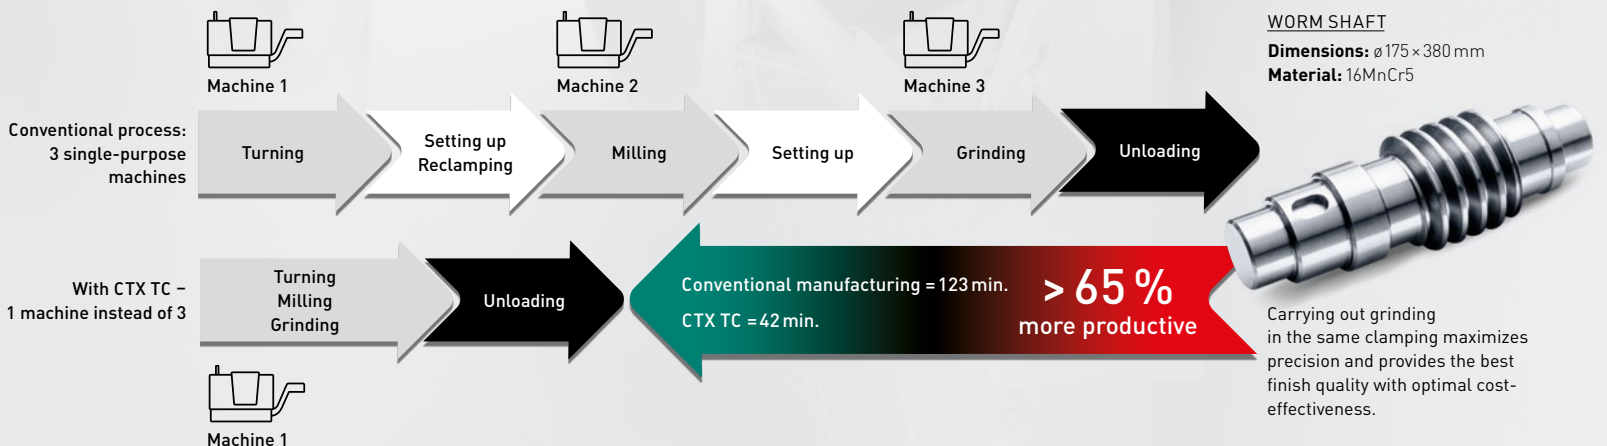 Machine 1
Machine 2
Machine 3
WORM SHAFT
Dimensions: ø 175 × 380 mm
Material: 16MnCr5
Conventional process:
3 single-purpose
machines
Turning
Setting up
Reclamping
Milling
Setting up
Grinding
Unloading
With CTX TC –
1 machine instead of 3
Turning
Milling
Grinding
Unloading
Conventional manufacturing = 123 min.
CTX TC = 42 min.
> 65 %
more productive
Carrying out grinding
in the same clamping maximizes
precision and provides the best
finish quality with optimal cost-
effectiveness.
Machine 1